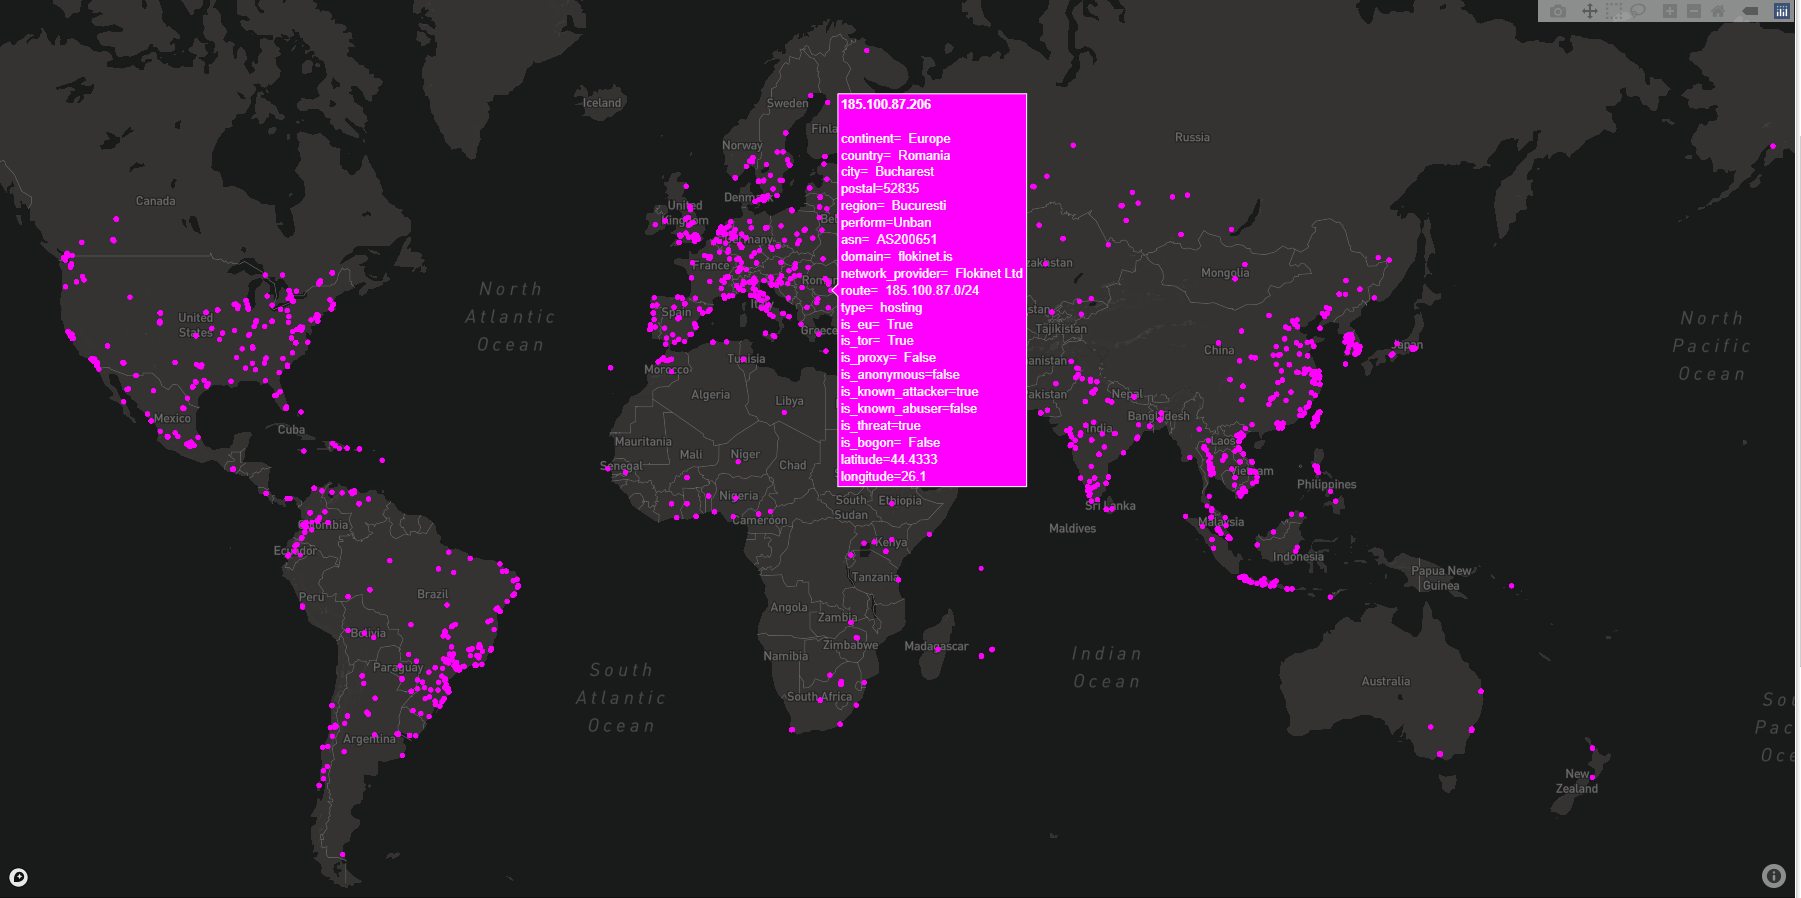 Iceland
Sweden
Norway
Finla
Russia
Canada
United
Kingdom
Denmark
Be
Germany
France
Roman
Spain
Greece
185.100.87.206
continent= Europe
country= Romania
city= Bucharest
postal=52835
region= Bucuresti
perform=Unban
asn= AS200651
domain= flokinet.is
network_provider= Flokinet Ltd
route= 185.100.87.0/24
type= hosting
is_eu= True
is_tor= True
is_proxy= False
is_anonymous=false
is_known_attacker=true
is_known_abuser=false
is_threat=true
is_bogon= False
latitude=44.4333
longitude=26.1
zakhstan
Mongolia
North
Atlantic
Ocean
United
States
North
Pacific
Ocean
stan
Tajikistan
China
Japan
Morocco
Tunisia
anistan
Algeria
Libya
akistan
Nepal
Bangladesh
Mexico
Cuba
India
Laos
Mauritania
Mali
Niger
Chad
Senegal
Vietnam
Philippines
Nigeria
South
Sudan
Ethiopia
Sri Lanka
Cameroon
Maldives
Malaysia
Colombia
Ecuador
Kenya
Indonesia
Tanzania
Papua New
Guinea
Peru
Brazil
Angola
Zambia
Bolivia
Zimbabwe
Madagascar
Namibia
Indian
Ocean
Paraguay
South
Atlantic
Ocean
South Africa
Australia
Sou
Pac
Oce
Argentina
New
Zealand